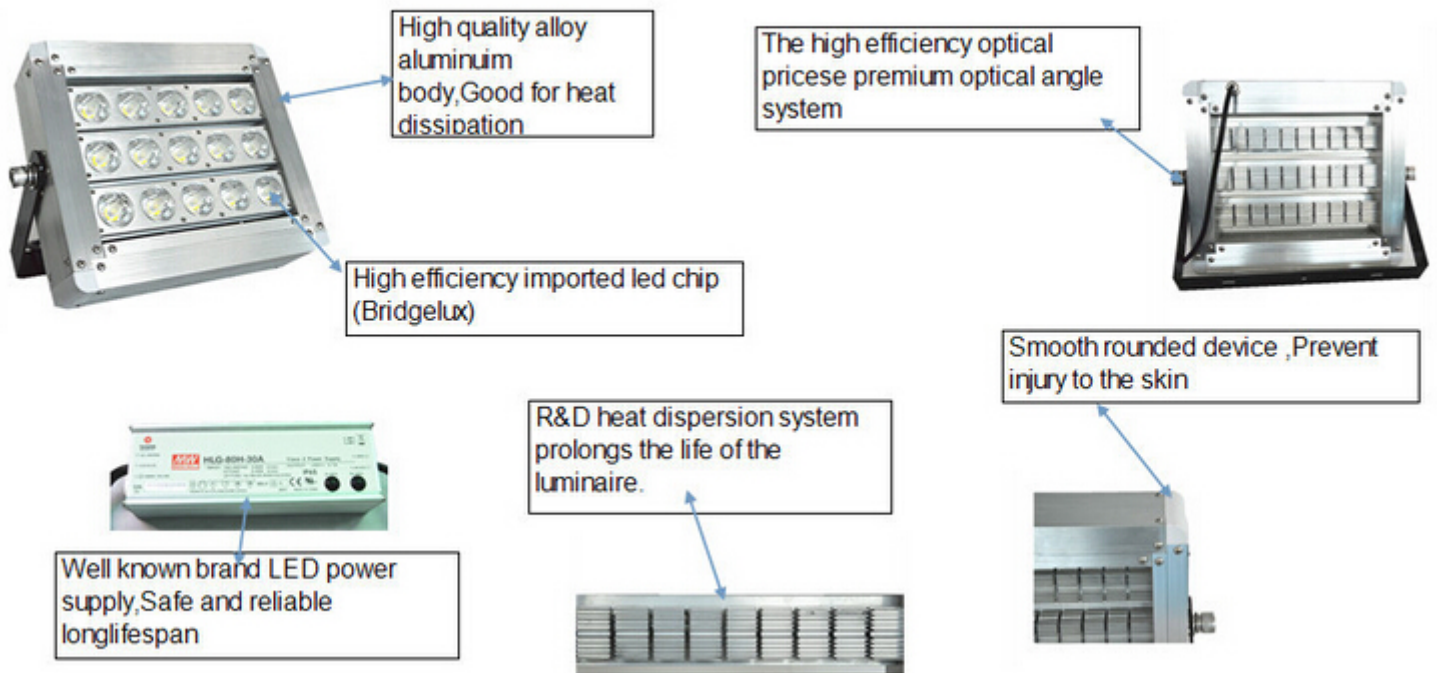 High quality alloy
aluminuim
body,Good for heat
dissipation
The high efficiency optical
pricese premium optical angle
system
High efficiency imported led chip
(Bridgelux)
Smooth rounded device ,Prevent
injury to the skin
R&D heat dispersion system
prolongs the life of the
luminaire.
MW
HLG-80H-30A
Well known brand LED power
supply,Safe and reliable
longlifespan